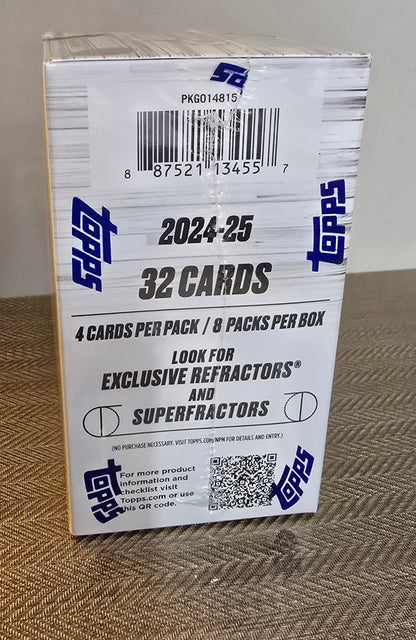 PKG014815
8 87521 13455 7
topps
topps
2024-25
32 CARDS
4 CARDS PER PACK / 8 PACKS PER BOX
LOOK FOR
EXCLUSIVE REFRACTORS®
AND
SUPERFRACTORS
(NO PURCHASE NECESSARY. VISIT TOPPS.COM/NPN FOR DETAILS AND ENTRY.)
topps
For more product
information and
checklist visit
Topps.com or use
this QR code.
topps